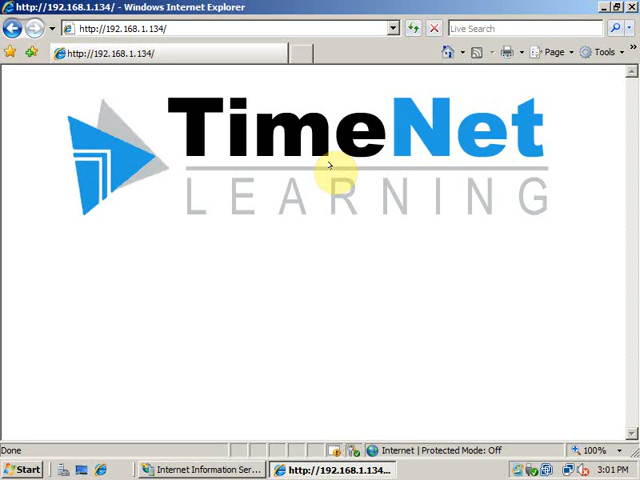 http://192.168.1.134/ - Windows Internet Explorer
http://192.168.1.134/
Live Search
http://192.168.1.134/
Page
Tools
TimeNet
LEARNING
Done
Internet | Protected Mode: Off
100%
Start
Internet Information Ser...
http://192.168.1.134...
3:01 PM